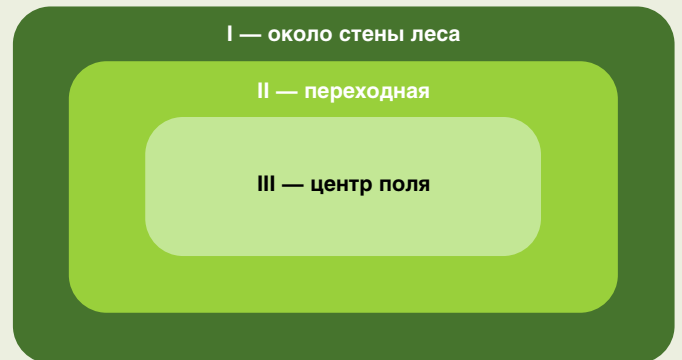 I — около стены леса
II — переходная
III — центр поля